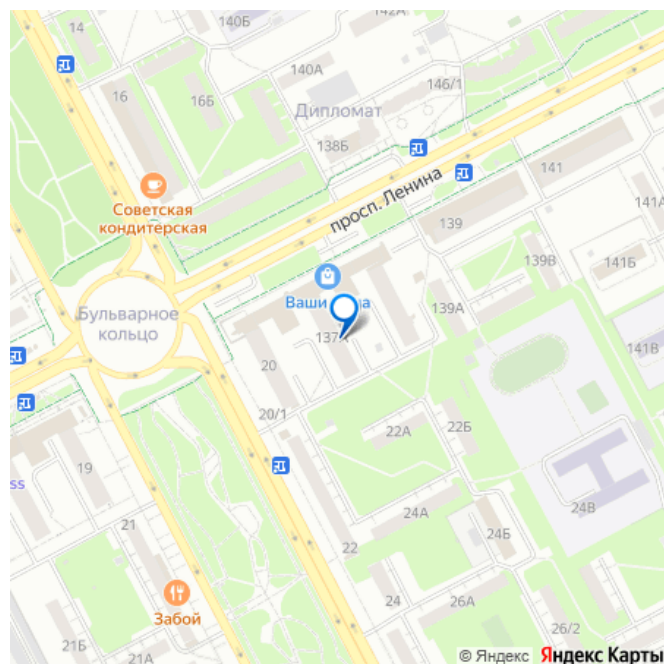 140Б
142А
14
140А
146/1
16
16Б
Дипломат
138Б
141
просп. Ленина
Советская
кондитерская
139
141А
139В
141Б
Бульварное
кольцо
139А
137А
141В
20
20/1
22А
22Б
19
ss
21
24А
24Б
24В
22
Забой
24
26А
26/2
21Б
21А
© Яндекс
Яндекс Карты